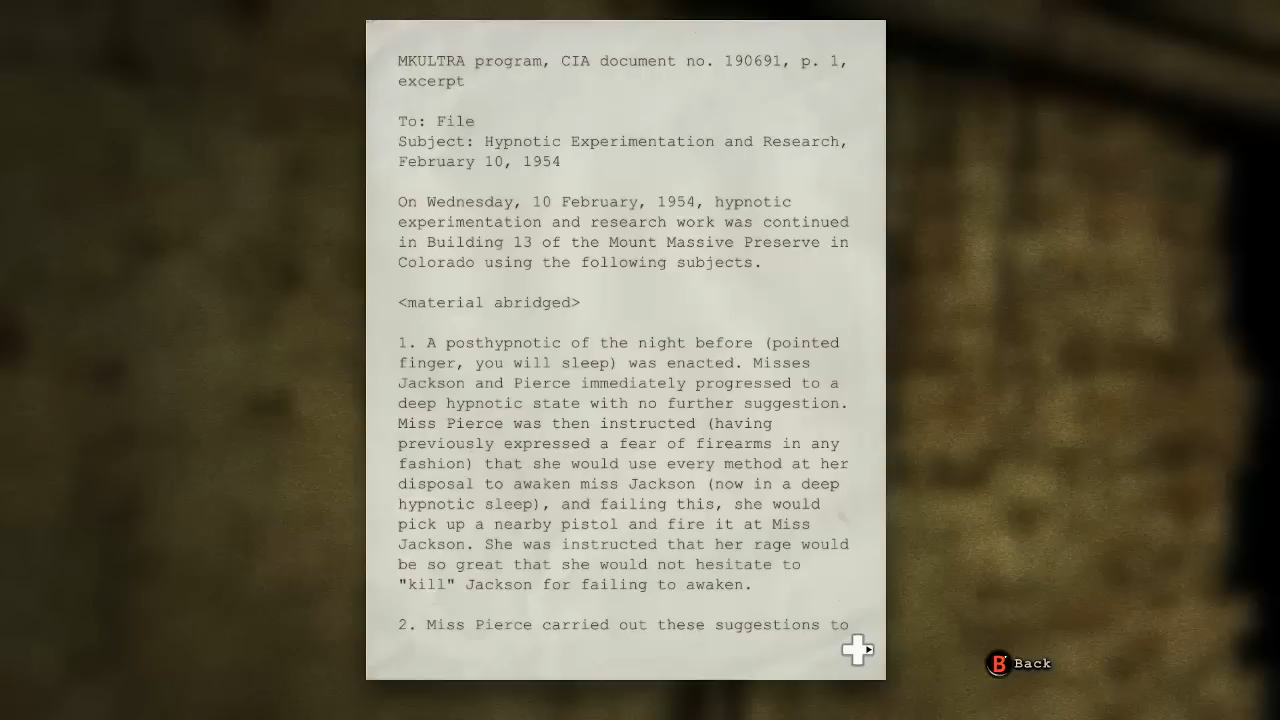 MKULTRA program, CIA document no. 190691, p. 1,
excerpt
To: File
Subject: Hypnotic Experimentation and Research,
February 10, 1954
On Wednesday, 10 February, 1954, hypnotic
experimentation and research work was continued
in Building 13 of the Mount Massive Preserve in
Colorado using the following subjects.
<material abridged>
1. A posthypnotic of the night before (pointed
finger, you will sleep) was enacted. Misses
Jackson and Pierce immediately progressed to a
deep hypnotic state with no further suggestion.
Miss Pierce was then instructed (having
previously expressed a fear of firearms in any
fashion) that she would use every method at her
disposal to awaken miss Jackson (now in a deep
hypnotic sleep), and failing this, she would
pick up a nearby pistol and fire it at Miss
Jackson. She was instructed that her rage would
be so great that she would not hesitate to
"kill" Jackson for failing to awaken.
2. Miss Pierce carried out these suggestions to
B Back